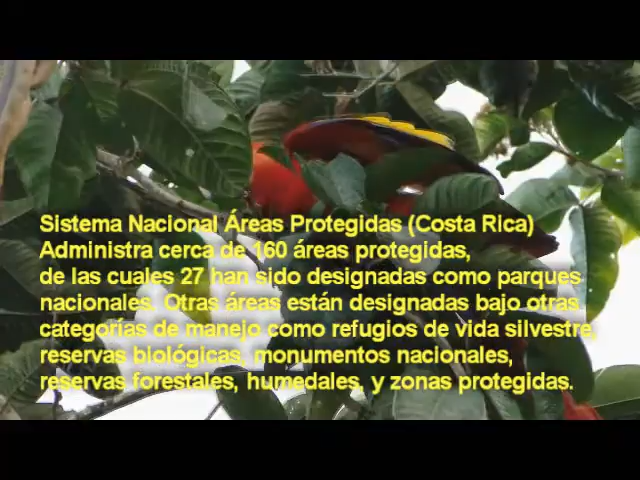 Sistema Nacional Áreas Protegidas (Costa Rica)
Administra cerca de 160 áreas protegidas,
de las cuales 27 han sido designadas como parques
nacionales. Otras áreas están designadas bajo otras
categorías de manejo como refugios de vida silvestre,
reservas biológicas, monumentos nacionales,
reservas forestales, humedales, y zonas protegidas.